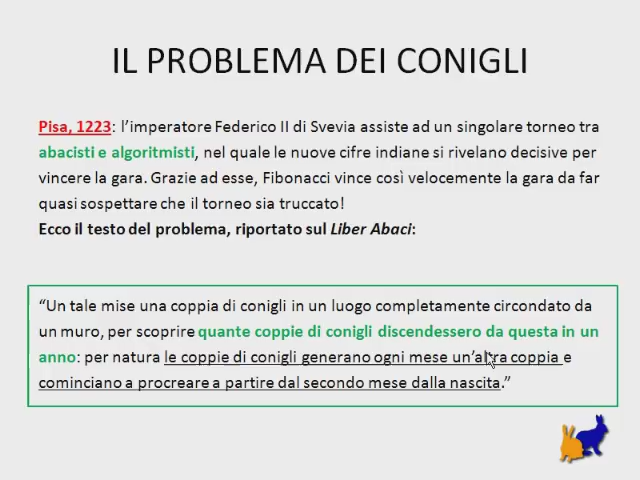 IL PROBLEMA DEI CONIGLI
Pisa, 1223: l’imperatore Federico II di Svevia assiste ad un singolare torneo tra
abacisti e algoritmisti, nel quale le nuove cifre indiane si rivelano decisive per
vincere la gara. Grazie ad esse, Fibonacci vince così velocemente la gara da far
quasi sospettare che il torneo sia truccato!
Ecco il testo del problema, riportato sul Liber Abaci:
“Un tale mise una coppia di conigli in un luogo completamente circondato da
un muro, per scoprire quante coppie di conigli discendessero da questa in un
anno: per natura le coppie di conigli generano ogni mese un’altra coppia e
cominciano a procreare a partire dal secondo mese dalla nascita.”